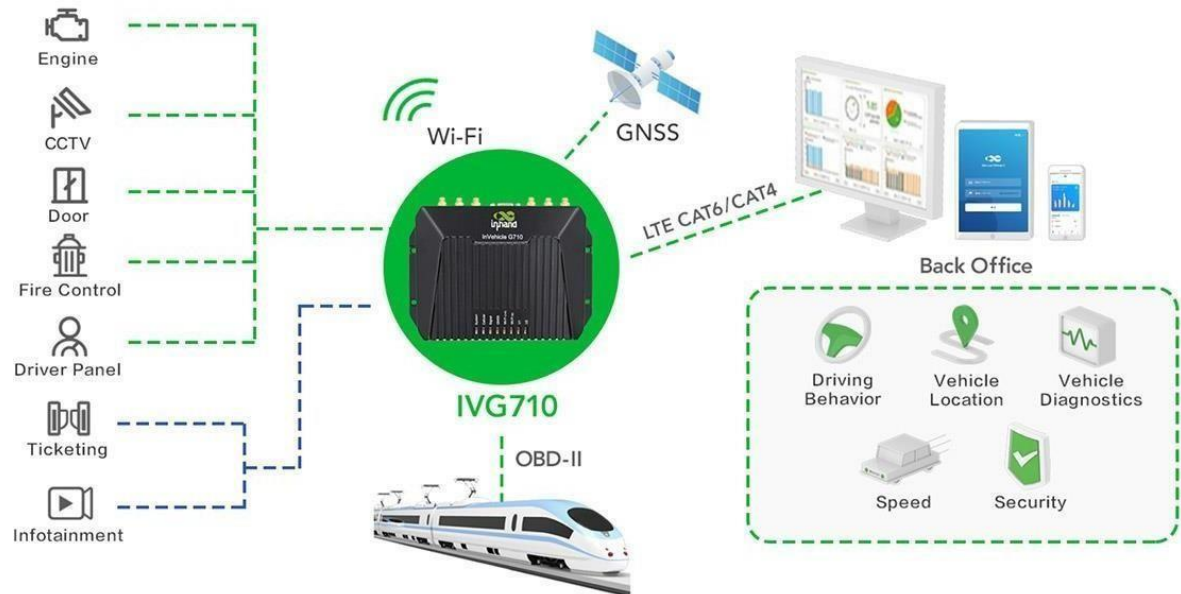 Engine
CCTV
Door
Fire Control
Driver Panel
Ticketing
Infotainment
Wi-Fi
GNSS
inhand
InVehicle G710
IVG710
OBD-II
LTE CAT6/CAT4
Back Office
Driving
Behavior
Vehicle
Location
Vehicle
Diagnostics
Speed
Security